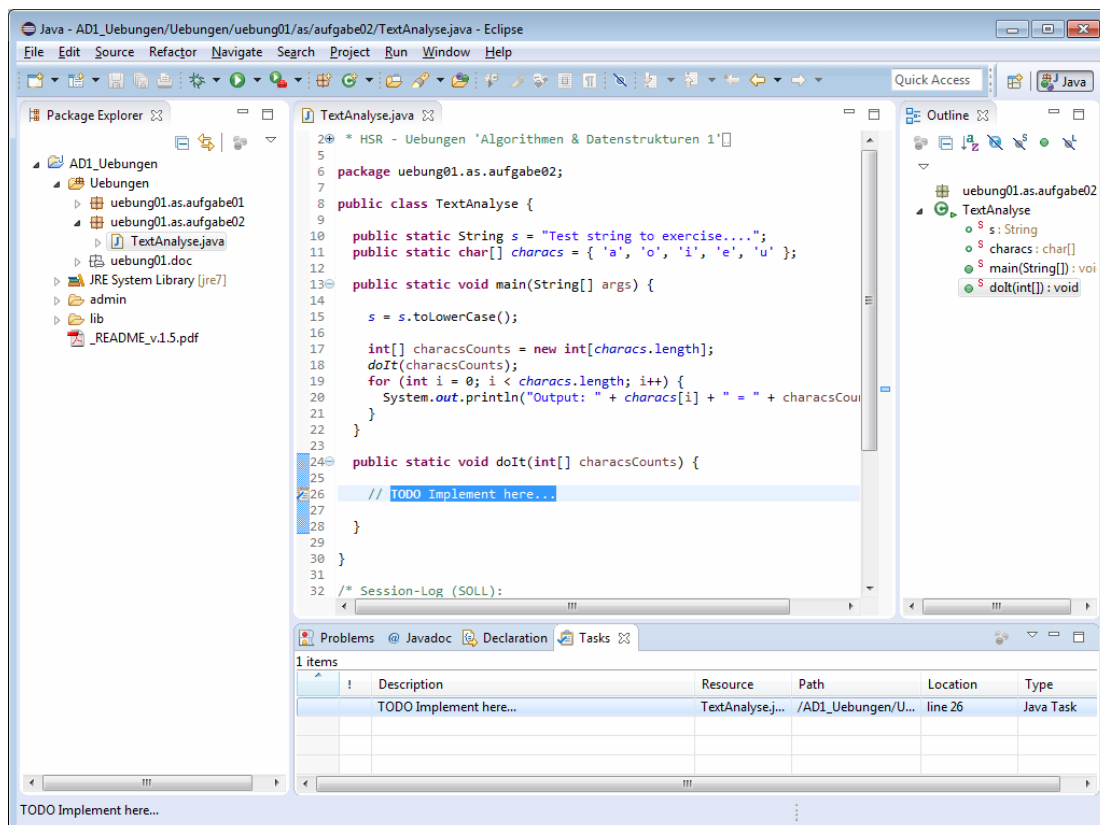 Java - AD1_Uebungen/Uebungen/uebung01/as/aufgabe02/TextAnalyse.java - Eclipse
File Edit Source Refactor Navigate Search Project Run Window Help
Quick Access
Java
Package Explorer
AD1_Uebungen
Uebungen
uebung01.as.aufgabe01
uebung01.as.aufgabe02
TextAnalyse.java
uebung01.doc
JRE System Library [jre7]
admin
lib
_README_v.1.5.pdf
TextAnalyse.java
2 * HSR - Uebungen 'Algorithmen & Datenstrukturen 1'
5
6 package uebung01.as.aufgabe02;
7
8 public class TextAnalyse {
9
10 public static String s = "Test string to exercise....";
11 public static char[] characs = { 'a', 'o', 'i', 'e', 'u' };
12
13 public static void main(String[] args) {
14
15 s = s.toLowerCase();
16
17 int[] characsCounts = new int[characs.length];
18 doIt(characsCounts);
19 for (int i = 0; i < characs.length; i++) {
20 System.out.println("Output: " + characs[i] + " = " + characsCou
21 }
22 }
23
24 public static void doIt(int[] characsCounts) {
25
26 // TODO Implement here...
27
28 }
29
30 }
31
32 /* Session-Log (SOLL):
Outline
uebung01.as.aufgabe02
TextAnalyse
S s : String
S characs : char[]
S main(String[]) : voi
S doIt(int[]) : void
Problems @ Javadoc Declaration Tasks
1 items
! Description Resource Path Location Type
TODO Implement here... TextAnalyse.j... /AD1_Uebungen/U... line 26 Java Task
TODO Implement here...